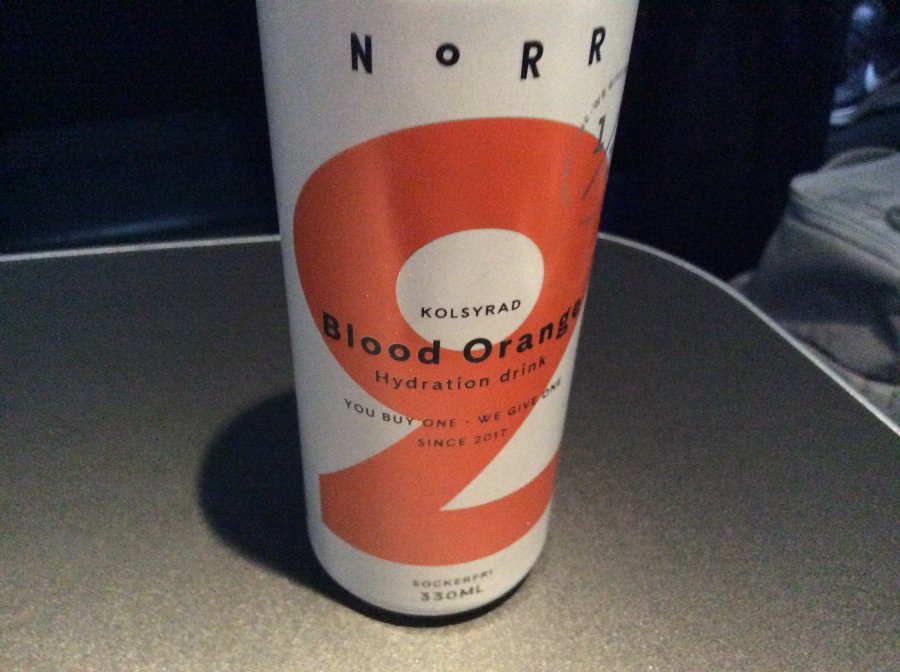 NoRR
KOLSYRAD
Blood Orange
Hydration drink
YOU BUY ONE · WE GIVE ONE
SINCE 2017
SOCKERFRI
330ML